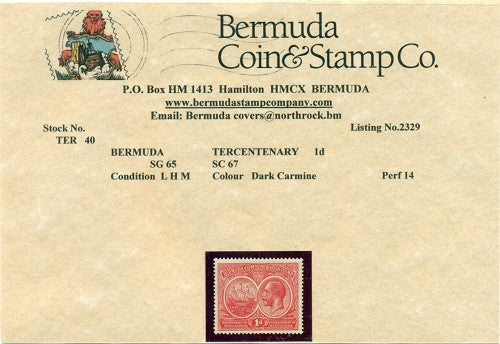 Bermuda
Coin&Stamp Co.
P.O. Box HM 1413 Hamilton HMCX BERMUDA
www.bermudastampcompany.com
Email: Bermuda covers@northrock.bm
Stock No. Listing No.2329
TER 40
BERMUDA TERCENTENARY 1d
SG 65 SC 67
Condition L H M Colour Dark Carmine Perf 14
1d